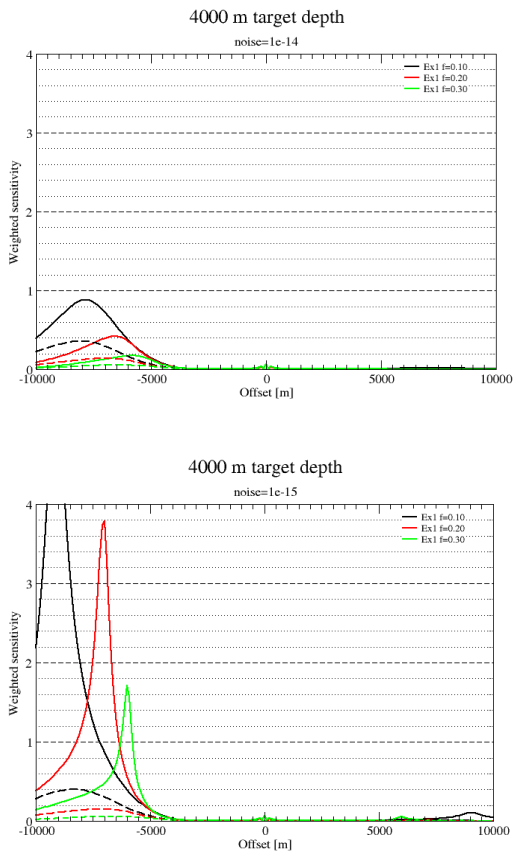 4000 m target depth
noise=1e-14
Ex1 f=0.10
Ex1 f=0.20
Ex1 f=0.30
Weighted sensitivity
4
3
2
1
0
-10000 -5000 0 5000 10000
Offset [m]
4000 m target depth
noise=1e-15
Ex1 f=0.10
Ex1 f=0.20
Ex1 f=0.30
Weighted sensitivity
4
3
2
1
0
-10000 -5000 0 5000 10000
Offset [m]